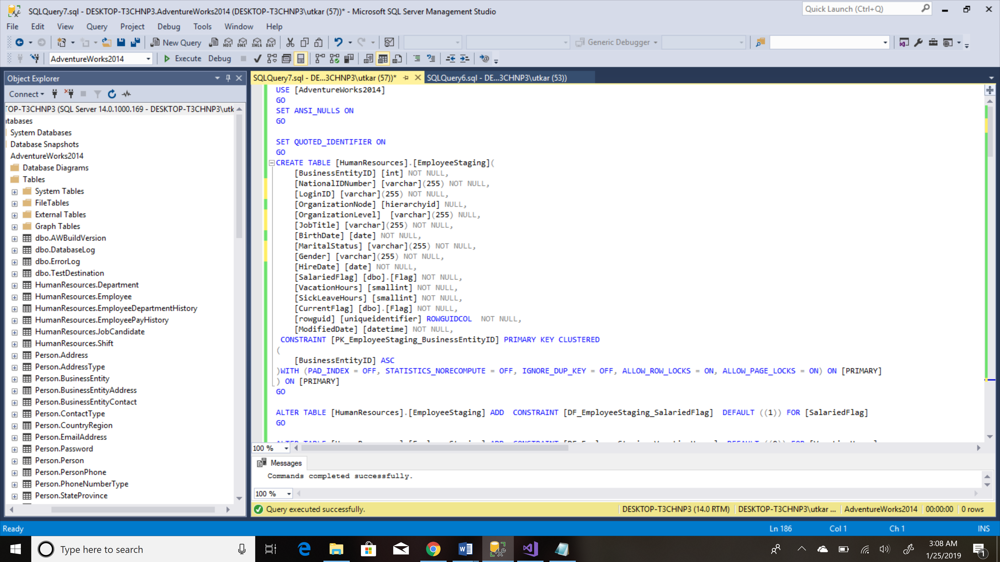 SQLQuery7.sql - DESKTOP-T3CHNP3.AdventureWorks2014 (DESKTOP-T3CHNP3\utkar (57))* - Microsoft SQL Server Management Studio
Quick Launch (Ctrl+Q)
File Edit View Query Project Debug Tools Window Help
New Query MDX DMX XMLA DAX Generic Debugger
AdventureWorks2014 Execute Debug
Object Explorer
Connect
TOP-T3CHNP3 (SQL Server 14.0.1000.169 - DESKTOP-T3CHNP3\utk
atabases
System Databases
Database Snapshots
AdventureWorks2014
Database Diagrams
Tables
System Tables
FileTables
External Tables
Graph Tables
dbo.AWBuildVersion
dbo.DatabaseLog
dbo.ErrorLog
dbo.TestDestination
HumanResources.Department
HumanResources.Employee
HumanResources.EmployeeDepartmentHistory
HumanResources.EmployeePayHistory
HumanResources.JobCandidate
HumanResources.Shift
Person.Address
Person.AddressType
Person.BusinessEntity
Person.BusinessEntityAddress
Person.BusinessEntityContact
Person.ContactType
Person.CountryRegion
Person.EmailAddress
Person.Password
Person.Person
Person.PersonPhone
Person.PhoneNumberType
Person.StateProvince
SQLQuery7.sql - DE...3CHNP3\utkar (57))* SQLQuery6.sql - DE...3CHNP3\utkar (53))
USE [AdventureWorks2014]
GO
SET ANSI_NULLS ON
GO
SET QUOTED_IDENTIFIER ON
GO
CREATE TABLE [HumanResources].[EmployeeStaging](
[BusinessEntityID] [int] NOT NULL,
[NationalIDNumber] [varchar](255) NOT NULL,
[LoginID] [varchar](255) NOT NULL,
[OrganizationNode] [hierarchyid] NULL,
[OrganizationLevel]  [varchar](255) NULL,
[JobTitle] [varchar](255) NOT NULL,
[BirthDate] [date] NOT NULL,
[MaritalStatus] [varchar](255) NOT NULL,
[Gender] [varchar](255) NOT NULL,
[HireDate] [date] NOT NULL,
[SalariedFlag] [dbo].[Flag] NOT NULL,
[VacationHours] [smallint] NOT NULL,
[SickLeaveHours] [smallint] NOT NULL,
[CurrentFlag] [dbo].[Flag] NOT NULL,
[rowguid] [uniqueidentifier] ROWGUIDCOL  NOT NULL,
[ModifiedDate] [datetime] NOT NULL,
CONSTRAINT [PK_EmployeeStaging_BusinessEntityID] PRIMARY KEY CLUSTERED
(
[BusinessEntityID] ASC
)WITH (PAD_INDEX = OFF, STATISTICS_NORECOMPUTE = OFF, IGNORE_DUP_KEY = OFF, ALLOW_ROW_LOCKS = ON, ALLOW_PAGE_LOCKS = ON) ON [PRIMARY]
) ON [PRIMARY]
GO
ALTER TABLE [HumanResources].[EmployeeStaging] ADD  CONSTRAINT [DF_EmployeeStaging_SalariedFlag]  DEFAULT ((1)) FOR [SalariedFlag]
GO
100 %
Messages
Commands completed successfully.
100 %
Query executed successfully. DESKTOP-T3CHNP3 (14.0 RTM) DESKTOP-T3CHNP3\utkar ... AdventureWorks2014 00:00:00 0 rows
Ready Ln 186 Col 1 Ch 1 INS
Type here to search
3:08 AM
1/25/2019
1